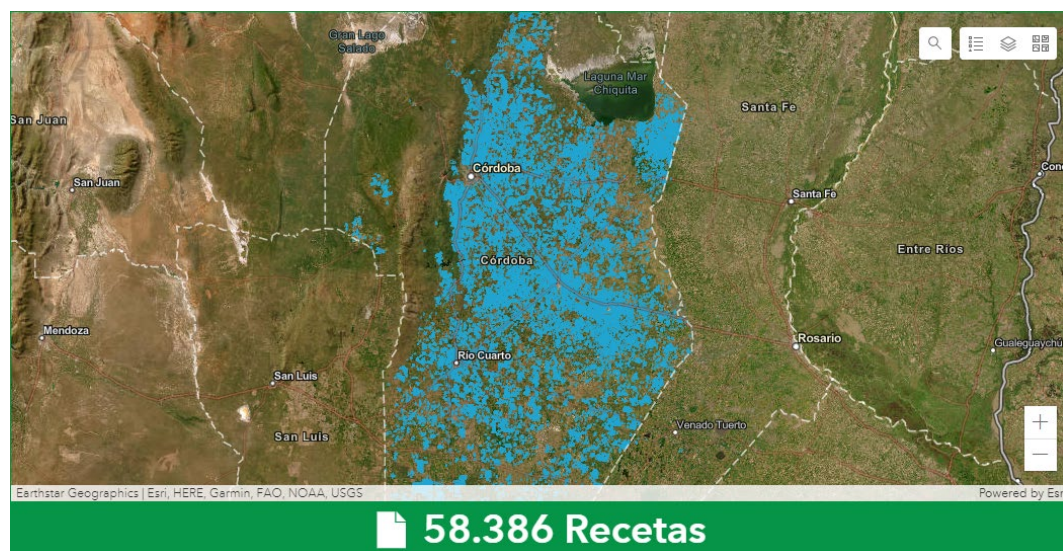 Gran Lago
Salado
Laguna Mar
Chiquita
San Juan
Santa Fe
San Juan
Córdoba
Santa Fe
Conc
Córdoba
Entre Ríos
Mendoza
Río Cuarto
Rosario
Gualeguaychú
San Luis
San Luis
Venado Tuerto
Earthstar Geographics | Esri, HERE, Garmin, FAO, NOAA, USGS
Powered by Esri
58.386 Recetas